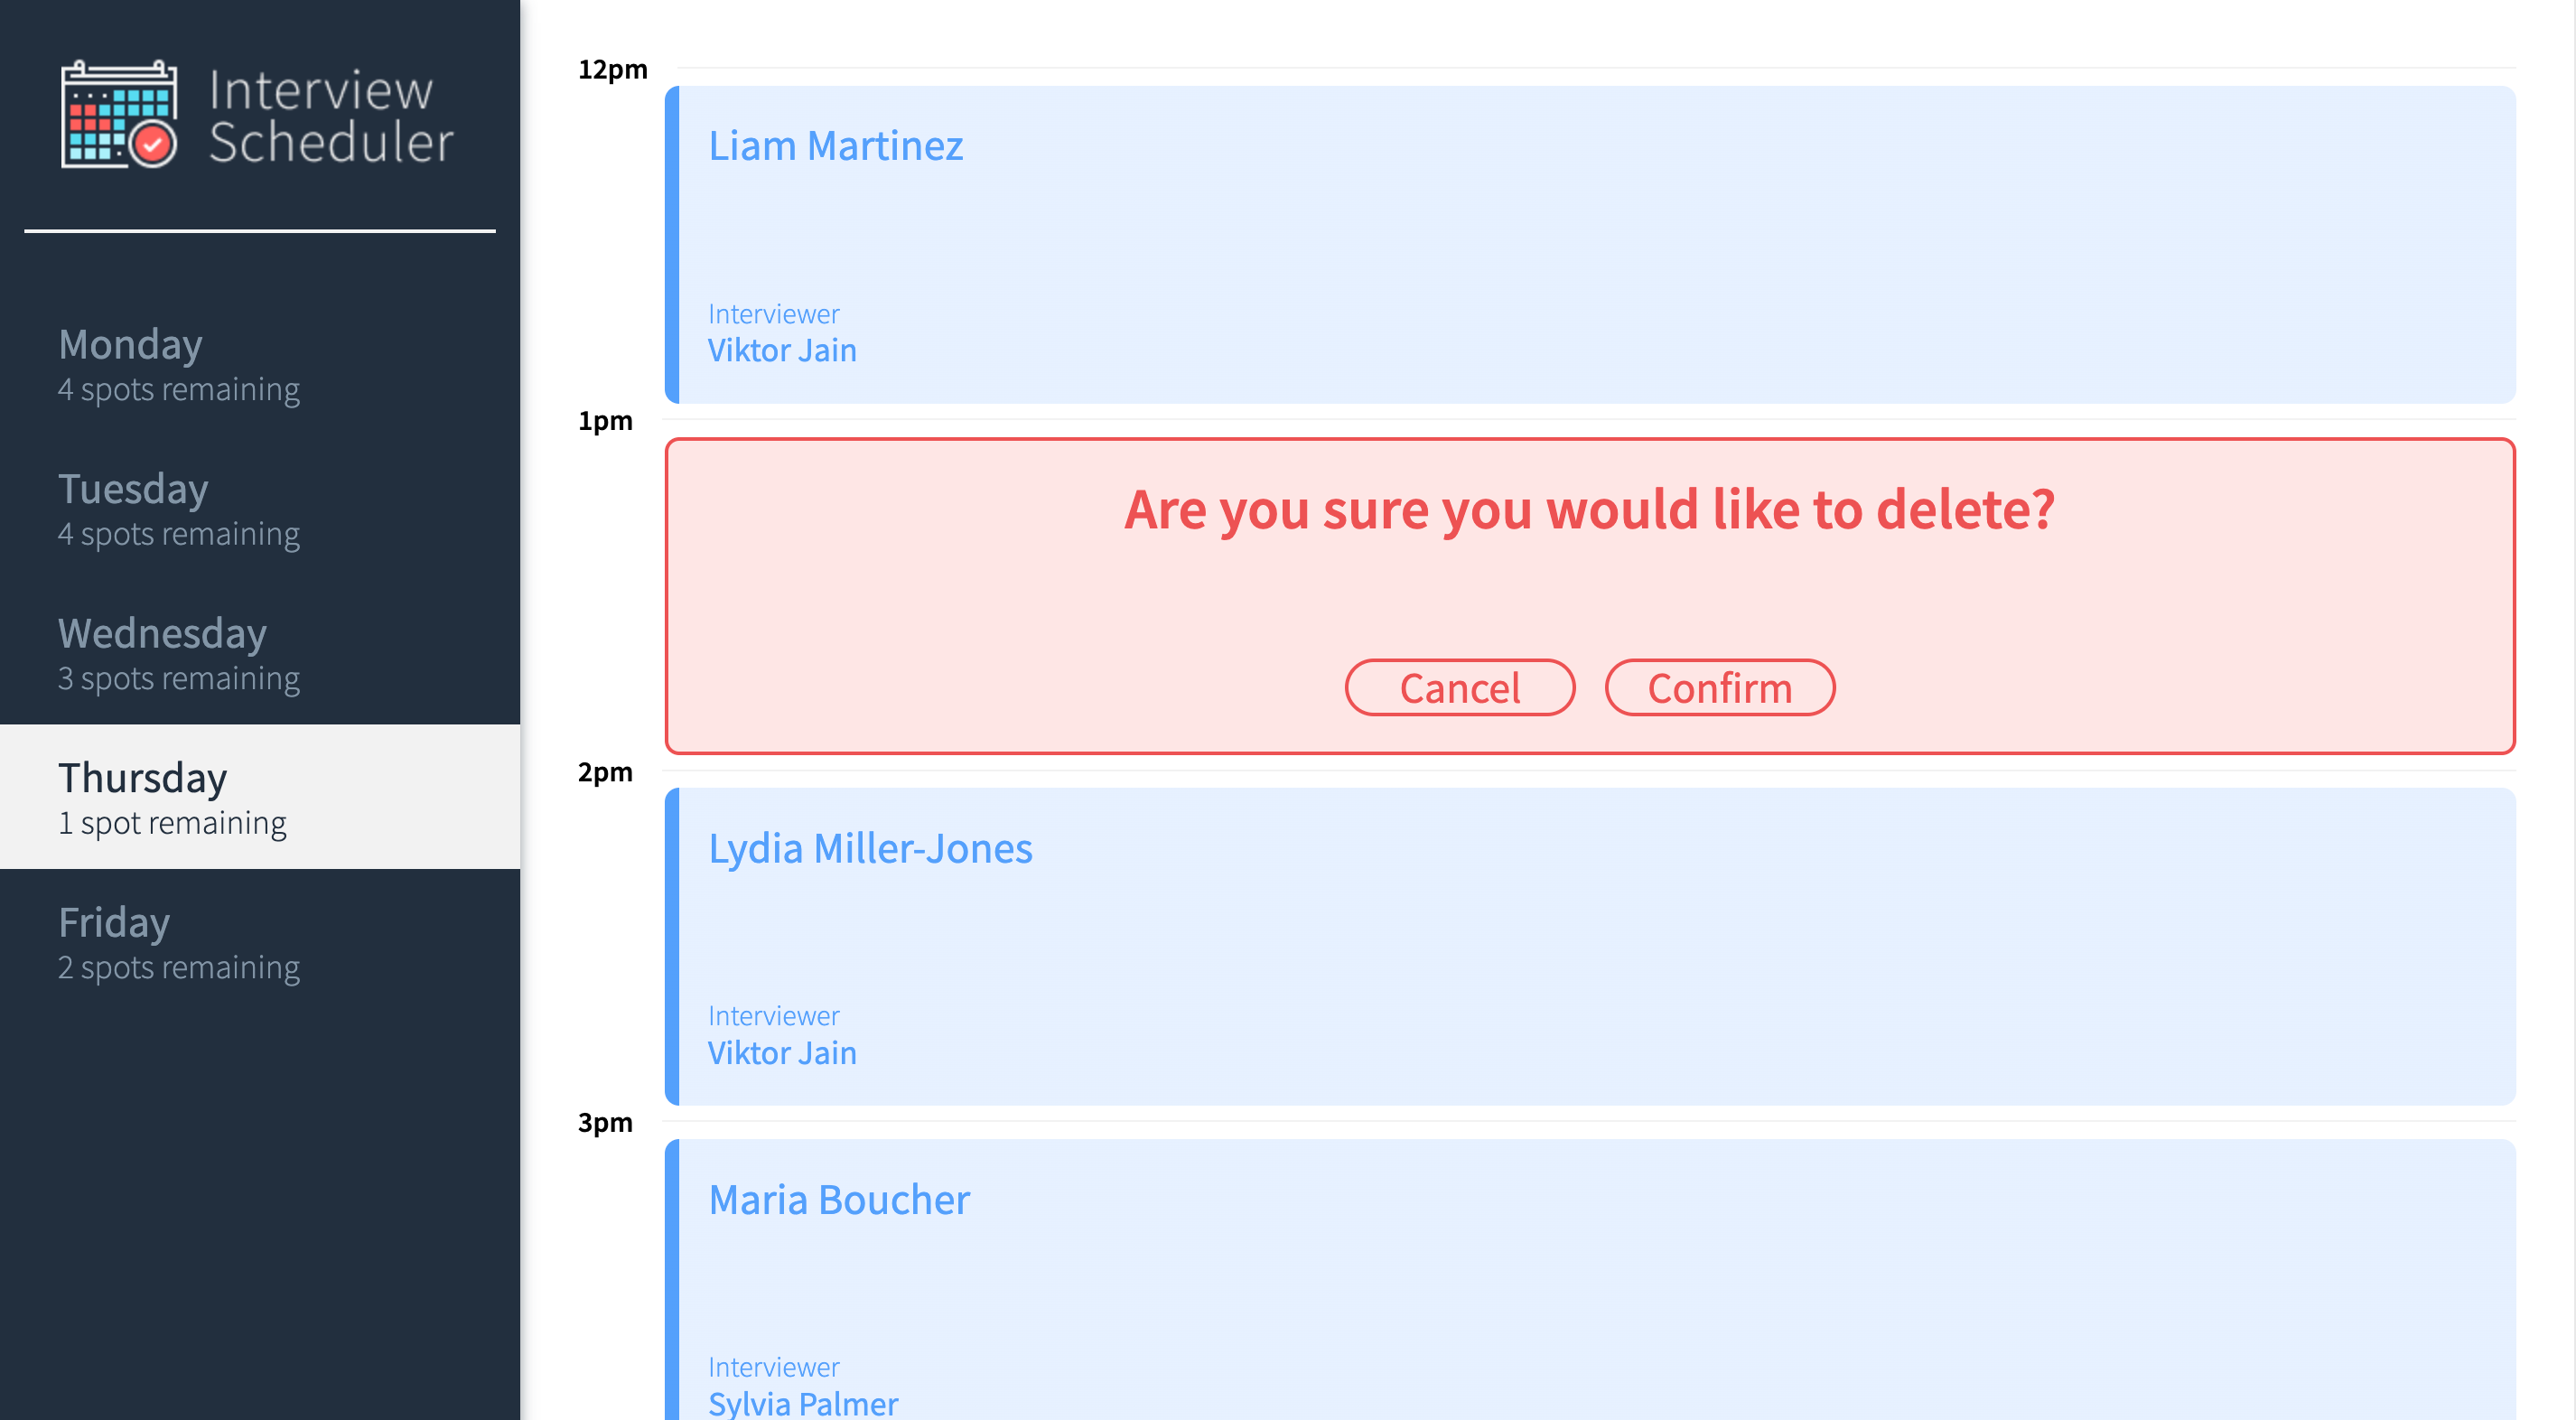 Interview
Scheduler
Monday
4 spots remaining
Tuesday
4 spots remaining
Wednesday
3 spots remaining
Thursday
1 spot remaining
Friday
2 spots remaining
12pm
Liam Martinez
Interviewer
Viktor Jain
1pm
Are you sure you would like to delete?
Cancel Confirm
2pm
Lydia Miller-Jones
Interviewer
Viktor Jain
3pm
Maria Boucher
Interviewer
Sylvia Palmer